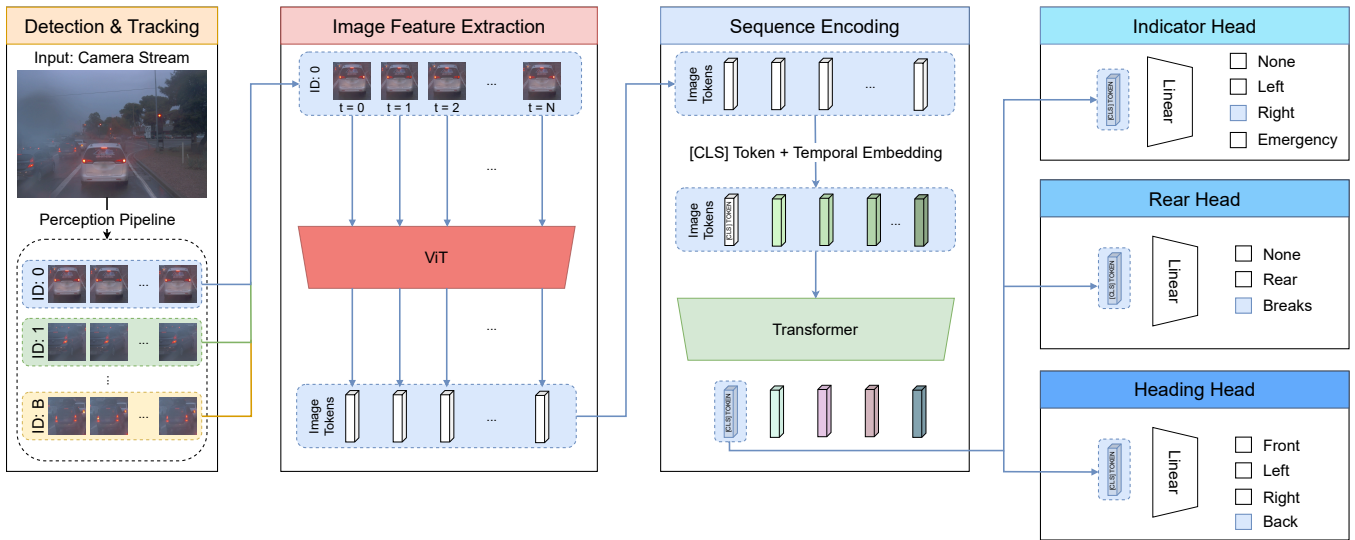 Detection & Tracking
Input: Camera Stream
Perception Pipeline
ID: 0
...
ID: 1
...
...
ID: B
...
Image Feature Extraction
ID: 0
...
t = 0
t = 1
t = 2
t = N
...
ViT
...
Image
Tokens
...
Sequence Encoding
Image
Tokens
...
[CLS] Token + Temporal Embedding
Image
Tokens
[CLS] TOKEN
...
Transformer
[CLS] TOKEN
Indicator Head
[CLS] TOKEN
Linear
None
Left
Right
Emergency
Rear Head
[CLS] TOKEN
Linear
None
Rear
Breaks
Heading Head
[CLS] TOKEN
Linear
Front
Left
Right
Back